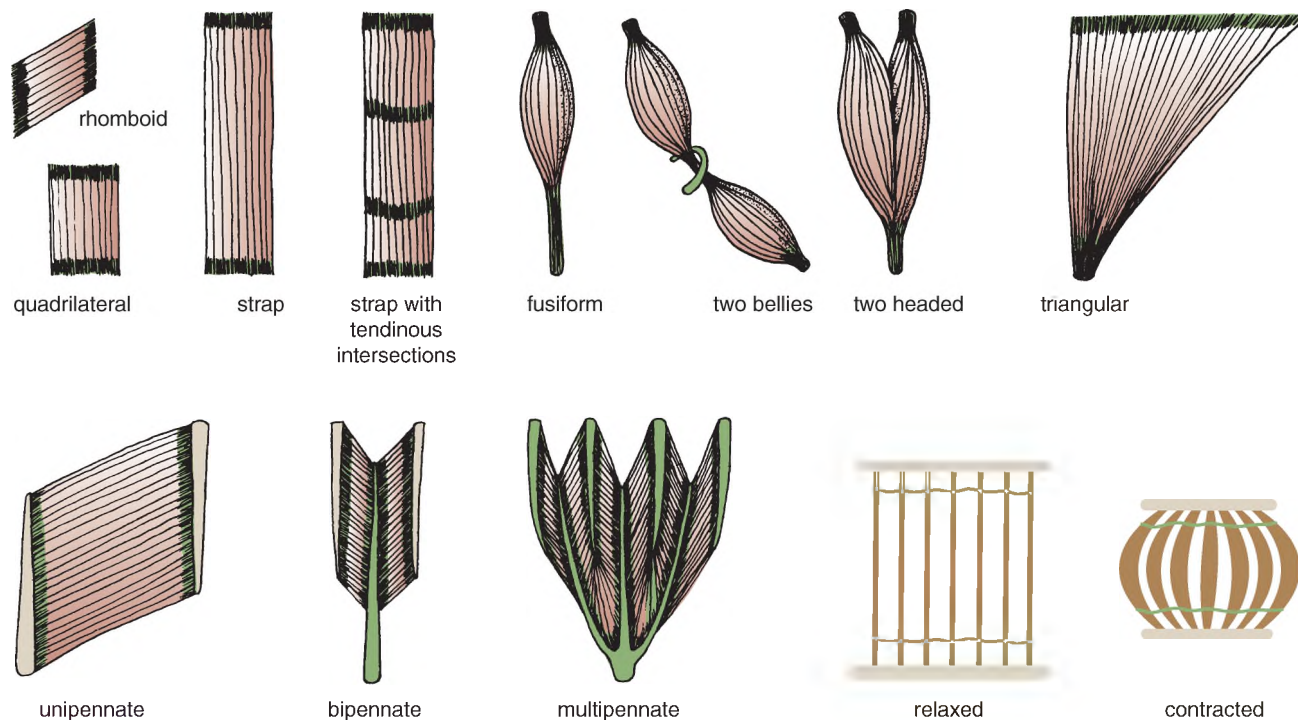 rhomboid
quadrilateral
strap
strap with
tendinous
intersections
fusiform
two bellies
two headed
triangular
unipennate
bipennate
multipennate
relaxed
contracted